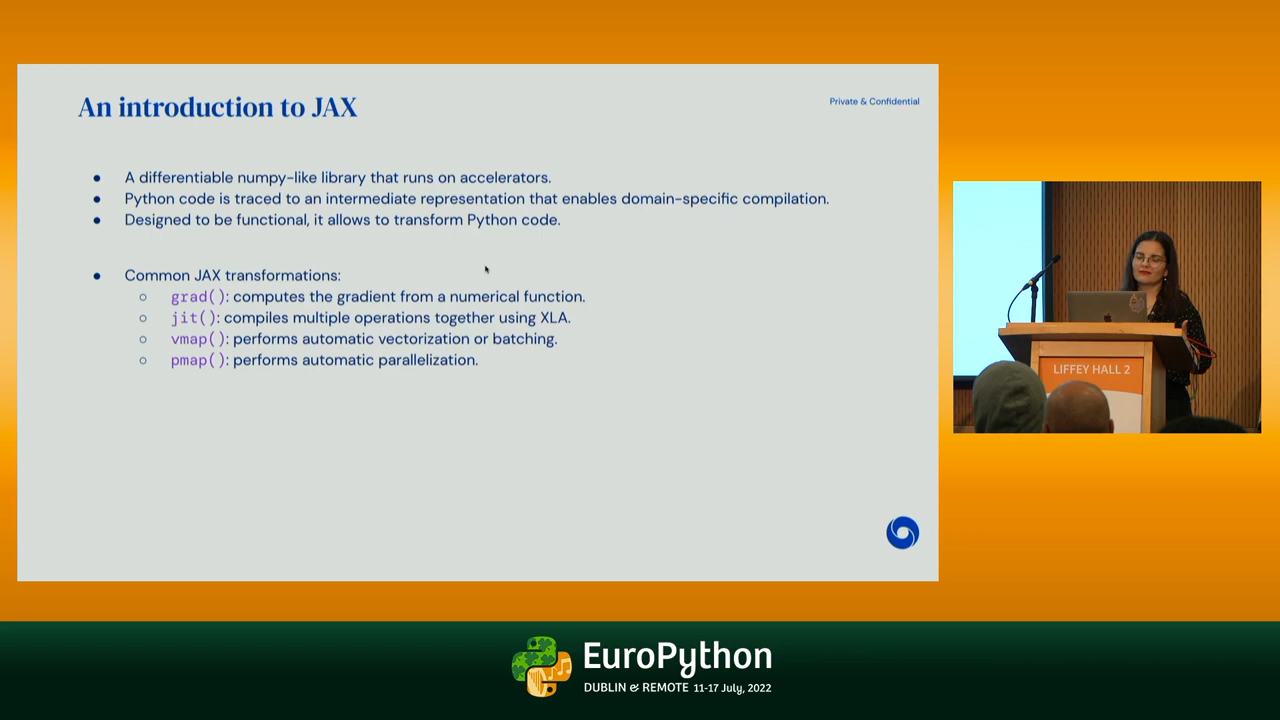 An introduction to JAX
Private & Confidential
● A differentiable numpy-like library that runs on accelerators.
● Python code is traced to an intermediate representation that enables domain-specific compilation.
● Designed to be functional, it allows to transform Python code.
● Common JAX transformations:
○ grad(): computes the gradient from a numerical function.
○ jit(): compiles multiple operations together using XLA.
○ vmap(): performs automatic vectorization or batching.
○ pmap(): performs automatic parallelization.
LIFFEY HALL 2
EuroPython
DUBLIN & REMOTE 11-17 July, 2022